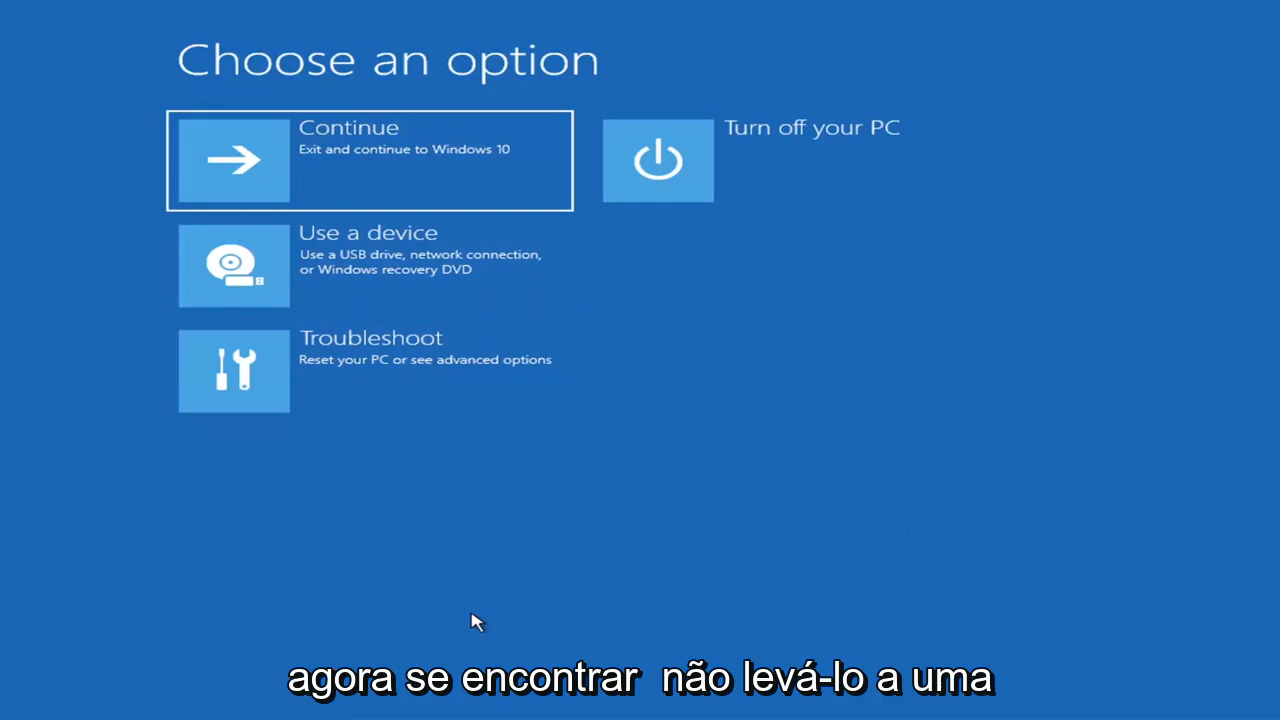 Choose an option
Continue
Exit and continue to Windows 10
Turn off your PC
Use a device
Use a USB drive, network connection,
or Windows recovery DVD
Troubleshoot
Reset your PC or see advanced options
agora se encontrar não levá-lo a uma